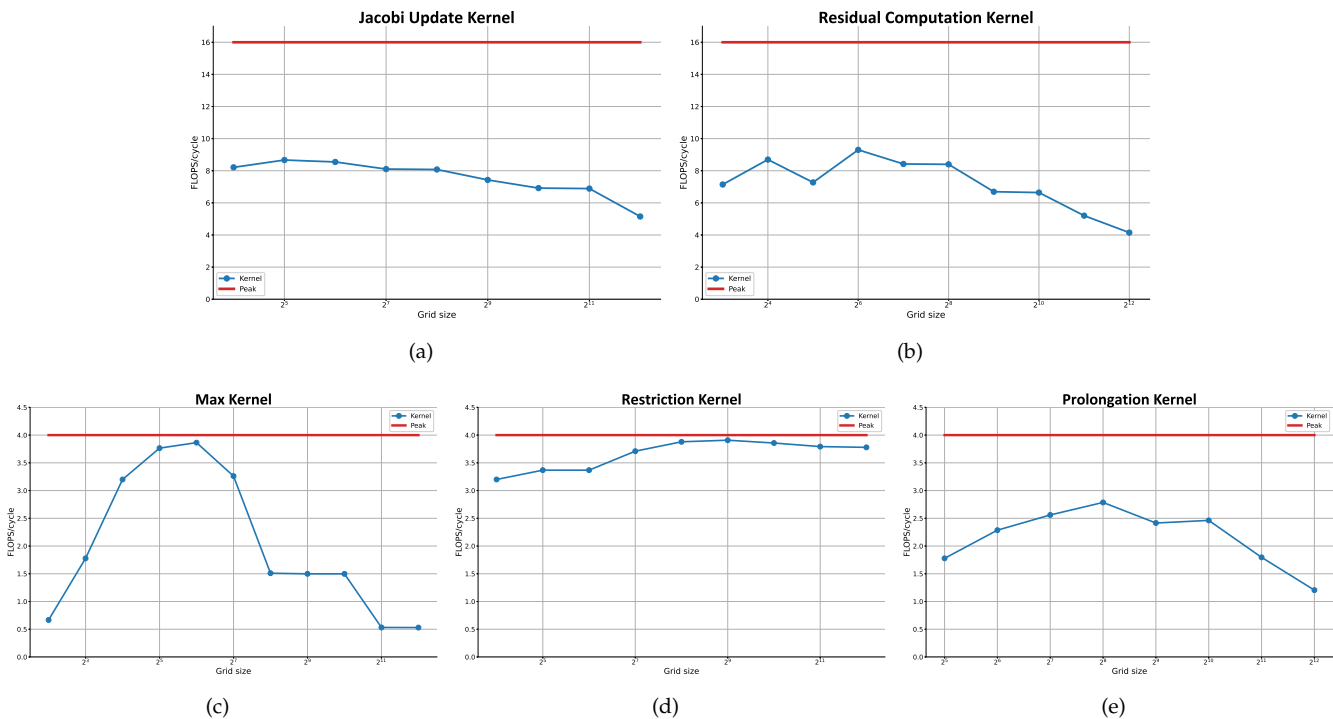 Jacobi Update Kernel
FLOPS/cycle
16
14
12
10
8
6
4
2
0
Kernel
Peak
2^5 2^7 2^9 2^11
Grid size
(a)
Residual Computation Kernel
FLOPS/cycle
16
14
12
10
8
6
4
2
0
Kernel
Peak
2^4 2^6 2^8 2^10 2^12
Grid size
(b)
Max Kernel
FLOPS/cycle
4.5
4.0
3.5
3.0
2.5
2.0
1.5
1.0
0.5
0.0
Kernel
Peak
2^3 2^5 2^7 2^9 2^11
Grid size
(c)
Restriction Kernel
FLOPS/cycle
4.5
4.0
3.5
3.0
2.5
2.0
1.5
1.0
0.5
0.0
Kernel
Peak
2^5 2^7 2^9 2^11
Grid size
(d)
Prolongation Kernel
FLOPS/cycle
4.5
4.0
3.5
3.0
2.5
2.0
1.5
1.0
0.5
0.0
Kernel
Peak
2^5 2^6 2^7 2^8 2^9 2^10 2^11 2^12
Grid size
(e)